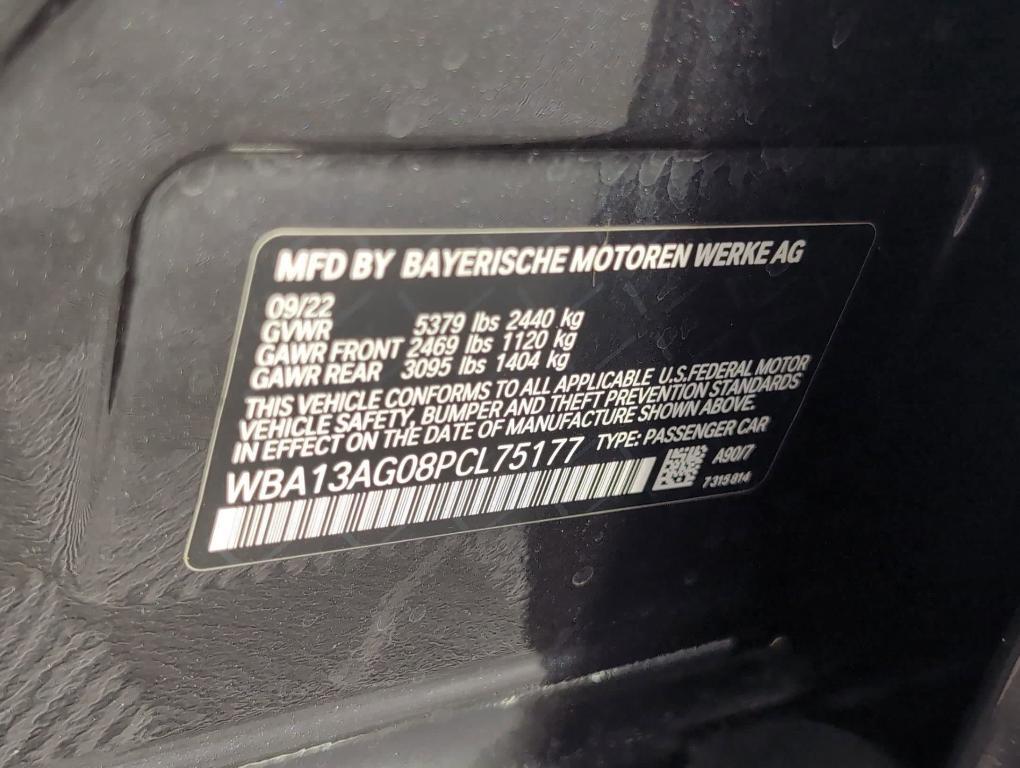 MFD BY BAYERISCHE MOTOREN WERKE AG
09/22
GVWR 5379 lbs 2440 kg
GAWR FRONT 2469 lbs 1120 kg
GAWR REAR 3095 lbs 1404 kg
THIS VEHICLE CONFORMS TO ALL APPLICABLE U.S. FEDERAL MOTOR
VEHICLE SAFETY, BUMPER AND THEFT PREVENTION STANDARDS
IN EFFECT ON THE DATE OF MANUFACTURE SHOWN ABOVE.
WBA13AG08PCL75177 TYPE: PASSENGER CAR
A90/7
7 315 814